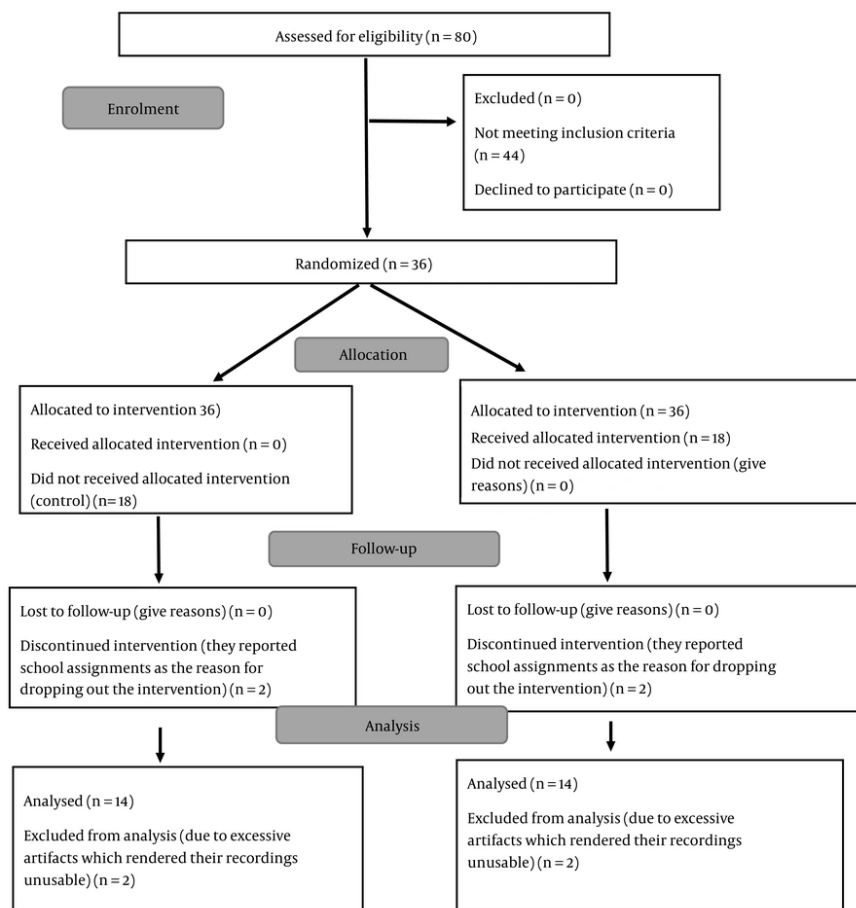 Assessed for eligibility (n = 80)
Enrolment
Excluded (n = 0)
Not meeting inclusion criteria
(n = 44)
Declined to participate (n = 0)
Randomized (n = 36)
Allocation
Allocated to intervention 36)
Received allocated intervention (n = 0)
Did not received allocated intervention
(control) (n= 18)
Allocated to intervention (n = 36)
Received allocated intervention (n = 18)
Did not received allocated intervention (give
reasons) (n = 0)
Follow-up
Lost to follow-up (give reasons) (n = 0)
Discontinued intervention (they reported
school assignments as the reason for
dropping out the intervention) (n = 2)
Lost to follow-up (give reasons) (n = 0)
Discontinued intervention (they reported
school assignments as the reason for dropping
out the intervention) (n = 2)
Analysis
Analysed (n = 14)
Excluded from analysis (due to excessive
artifacts which rendered their recordings
unusable) (n = 2)
Analysed (n = 14)
Excluded from analysis (due to excessive
artifacts which rendered their recordings
unusable) (n = 2)